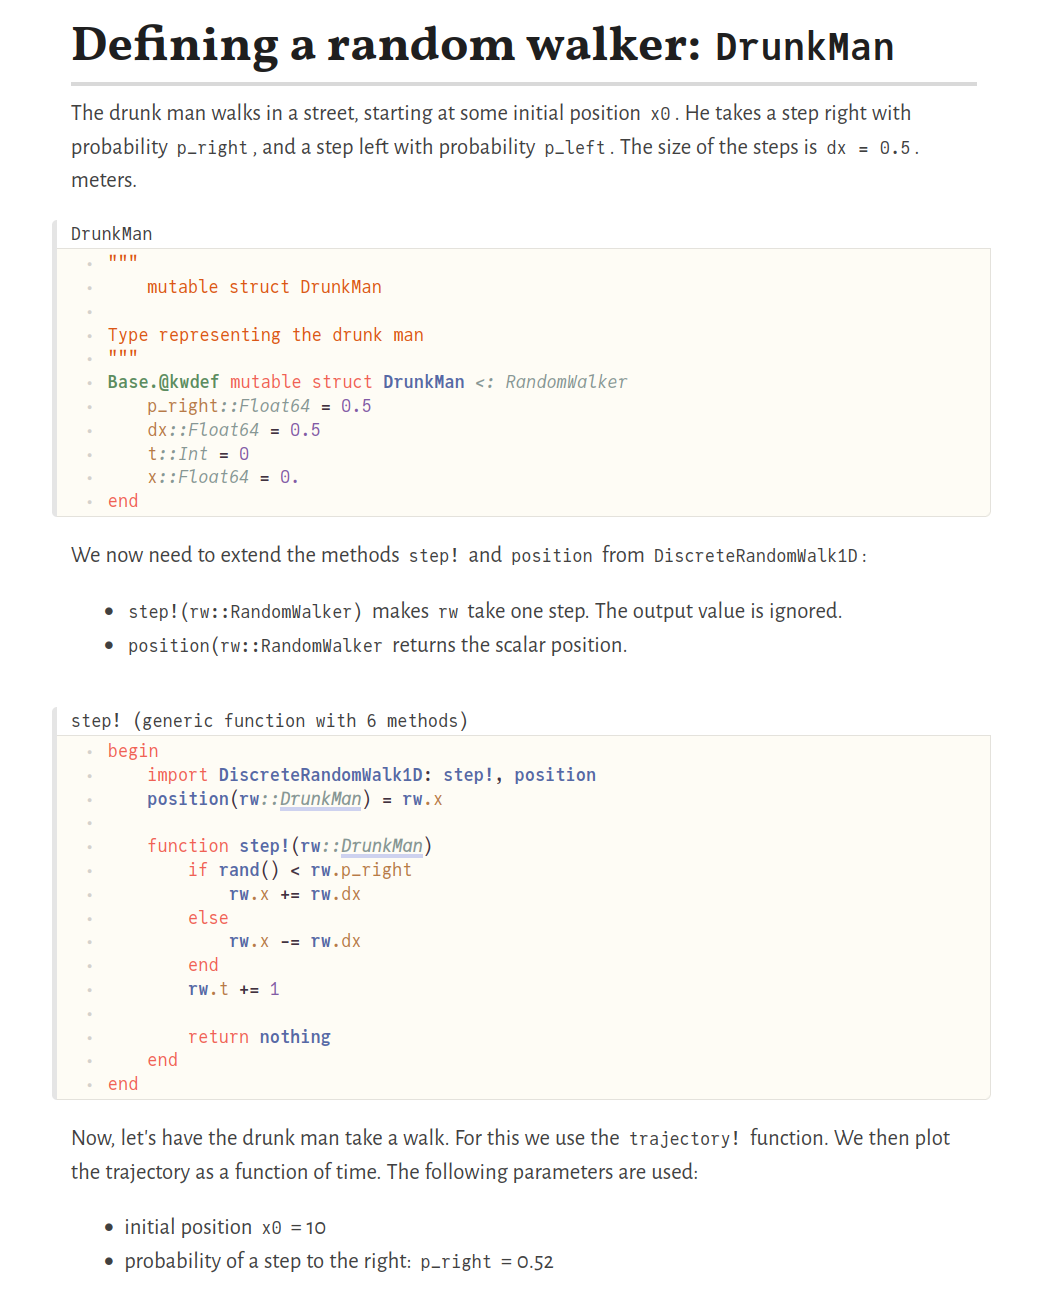 Defining a random walker: DrunkMan
The drunk man walks in a street, starting at some initial position x0. He takes a step right with
probability p_right, and a step left with probability p_left. The size of the steps is dx = 0.5.
meters.
DrunkMan
"""
    mutable struct DrunkMan

Type representing the drunk man
"""
Base.@kwdef mutable struct DrunkMan <: RandomWalker
    p_right::Float64 = 0.5
    dx::Float64 = 0.5
    t::Int = 0
    x::Float64 = 0.
end
We now need to extend the methods step! and position from DiscreteRandomWalk1D:
• step!(rw::RandomWalker) makes rw take one step. The output value is ignored.
• position(rw::RandomWalker returns the scalar position.
step! (generic function with 6 methods)
begin
    import DiscreteRandomWalk1D: step!, position
    position(rw::DrunkMan) = rw.x

    function step!(rw::DrunkMan)
        if rand() < rw.p_right
            rw.x += rw.dx
        else
            rw.x -= rw.dx
        end
        rw.t += 1

        return nothing
    end
end
Now, let's have the drunk man take a walk. For this we use the trajectory! function. We then plot
the trajectory as a function of time. The following parameters are used:
• initial position x0 = 10
• probability of a step to the right: p_right = 0.52